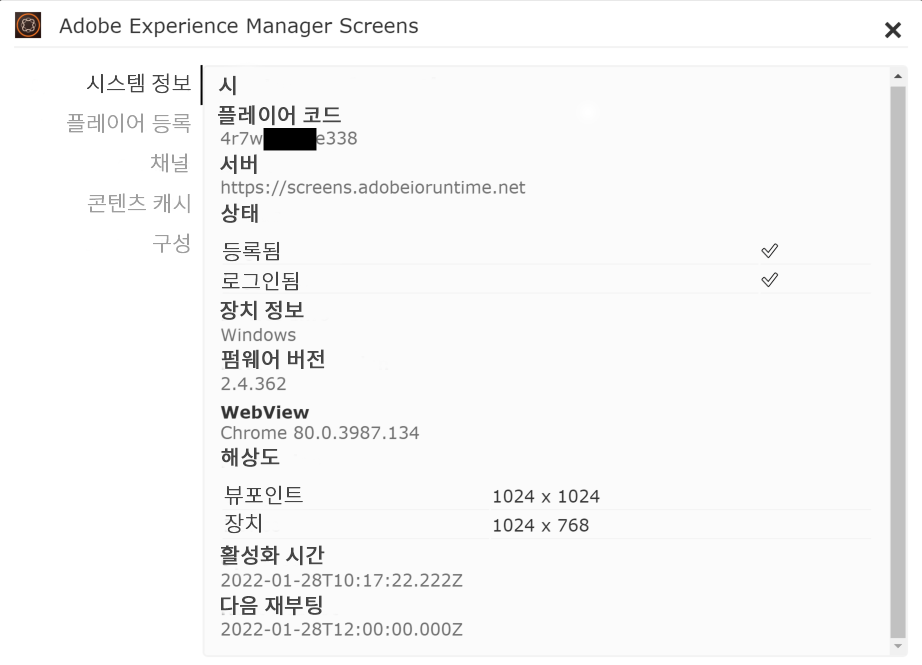 Adobe Experience Manager Screens
시스템 정보
플레이어 등록
채널
콘텐츠 캐시
구성
시
플레이어 코드
4r7w e338
서버
https://screens.adobeioruntime.net
상태
등록됨
로그인됨
장치 정보
Windows
펌웨어 버전
2.4.362
WebView
Chrome 80.0.3987.134
해상도
뷰포인트 1024 x 1024
장치 1024 x 768
활성화 시간
2022-01-28T10:17:22.222Z
다음 재부팅
2022-01-28T12:00:00.000Z